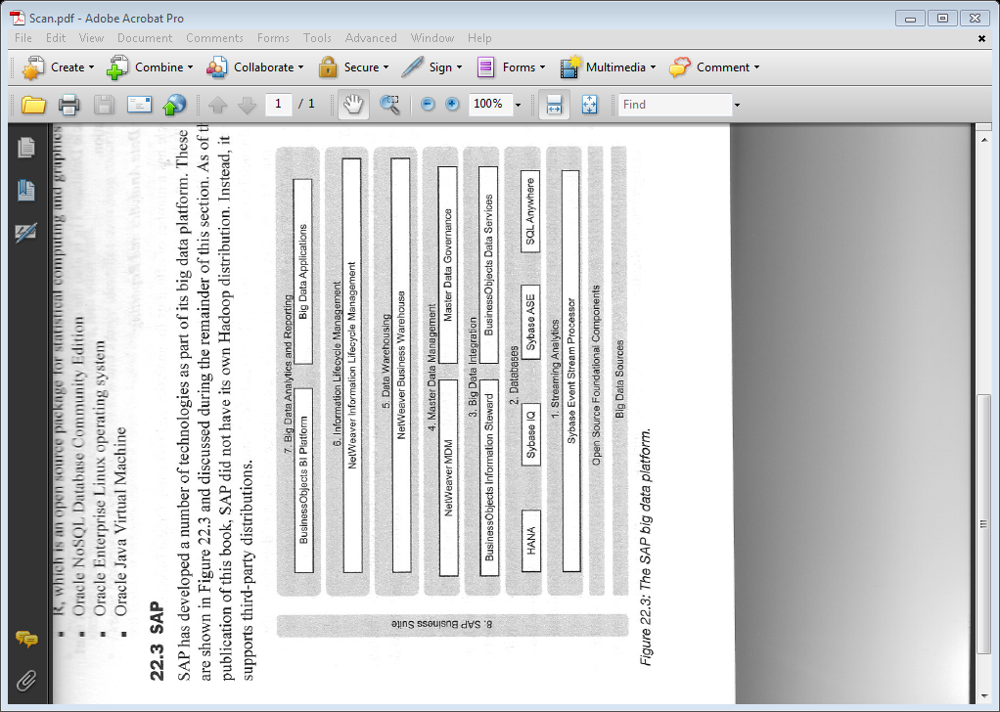 Scan.pdf - Adobe Acrobat Pro
File Edit View Document Comments Forms Tools Advanced Window Help
Create Combine Collaborate Secure Sign Forms Multimedia Comment
1 / 1 100% Find
R, which is an open source package for statistical computing and graphics
▪ Oracle NoSQL Database Community Edition
▪ Oracle Enterprise Linux operating system
▪ Oracle Java Virtual Machine
22.3 SAP
SAP has developed a number of technologies as part of its big data platform. These
are shown in Figure 22.3 and discussed during the remainder of this section. As of
publication of this book, SAP did not have its own Hadoop distribution. Instead, it
supports third-party distributions.
8. SAP Business Suite
7. Big Data Analytics and Reporting
BusinessObjects BI Platform Big Data Applications
6. Information Lifecycle Management
NetWeaver Information Lifecycle Management
5. Data Warehousing
NetWeaver Business Warehouse
4. Master Data Management
NetWeaver MDM Master Data Governance
3. Big Data Integration
BusinessObjects Information Steward BusinessObjects Data Services
2. Databases
HANA Sybase IQ Sybase ASE SQL Anywhere
1. Streaming Analytics
Sybase Event Stream Processor
Open Source Foundational Components
Big Data Sources
Figure 22.3: The SAP big data platform.